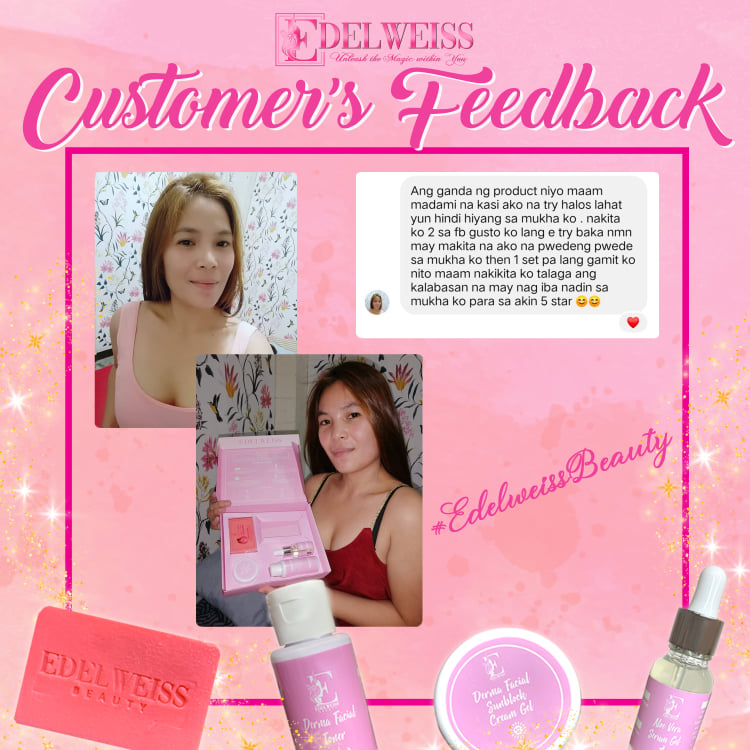 EDELWEISS
Unleash the Magic within You
Customer's Feedback
Ang ganda ng product niyo maam
madami na kasi ako na try halos lahat
yun hindi hiyang sa mukha ko . nakita
ko 2 sa fb gusto ko lang e try baka nmn
may makita na ako na pwedeng pwede
sa mukha ko then 1 set pa lang gamit ko
nito maam nakikita ko talaga ang
kalabasan na may nag iba nadin sa
mukha ko para sa akin 5 star 😊😊
EDELWEISS
#EdelweissBeauty
EDELWEISS
BEAUTY
EDELWEISS
Derma Facial
Toner
Derma Facial
Sunblock
Cream Gel
Aloe Vera
Serum Gel